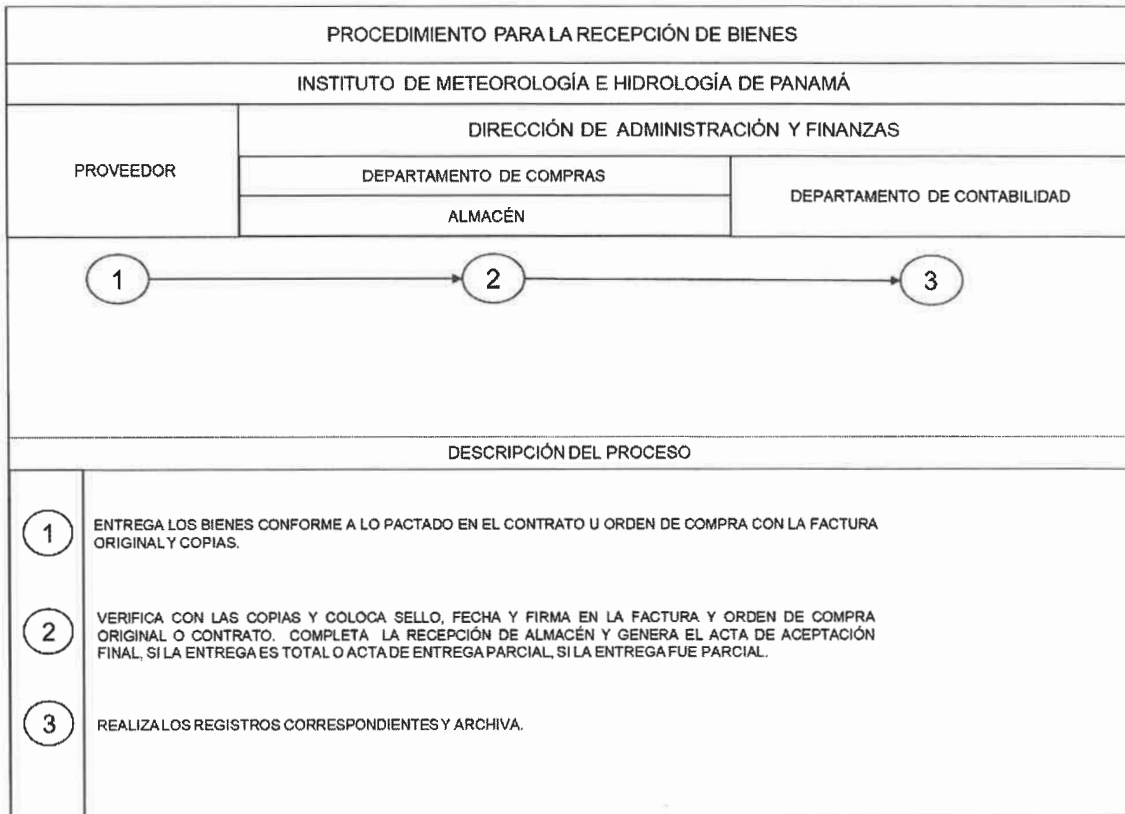 PROCEDIMIENTO PARA LA RECEPCIÓN DE BIENES
INSTITUTO DE METEOROLOGÍA E HIDROLOGÍA DE PANAMÁ
PROVEEDOR
DIRECCIÓN DE ADMINISTRACIÓN Y FINANZAS
DEPARTAMENTO DE COMPRAS
ALMACÉN
DEPARTAMENTO DE CONTABILIDAD
1
2
3
DESCRIPCIÓN DEL PROCESO
1
ENTREGA LOS BIENES CONFORME A LO PACTADO EN EL CONTRATO U ORDEN DE COMPRA CON LA FACTURA
ORIGINAL Y COPIAS.
2
VERIFICA CON LAS COPIAS Y COLOCA SELLO, FECHA Y FIRMA EN LA FACTURA Y ORDEN DE COMPRA
ORIGINAL O CONTRATO. COMPLETA LA RECEPCIÓN DE ALMACÉN Y GENERA EL ACTA DE ACEPTACIÓN
FINAL, SI LA ENTREGA ES TOTAL O ACTA DE ENTREGA PARCIAL, SI LA ENTREGA FUE PARCIAL.
3
REALIZA LOS REGISTROS CORRESPONDIENTES Y ARCHIVA.